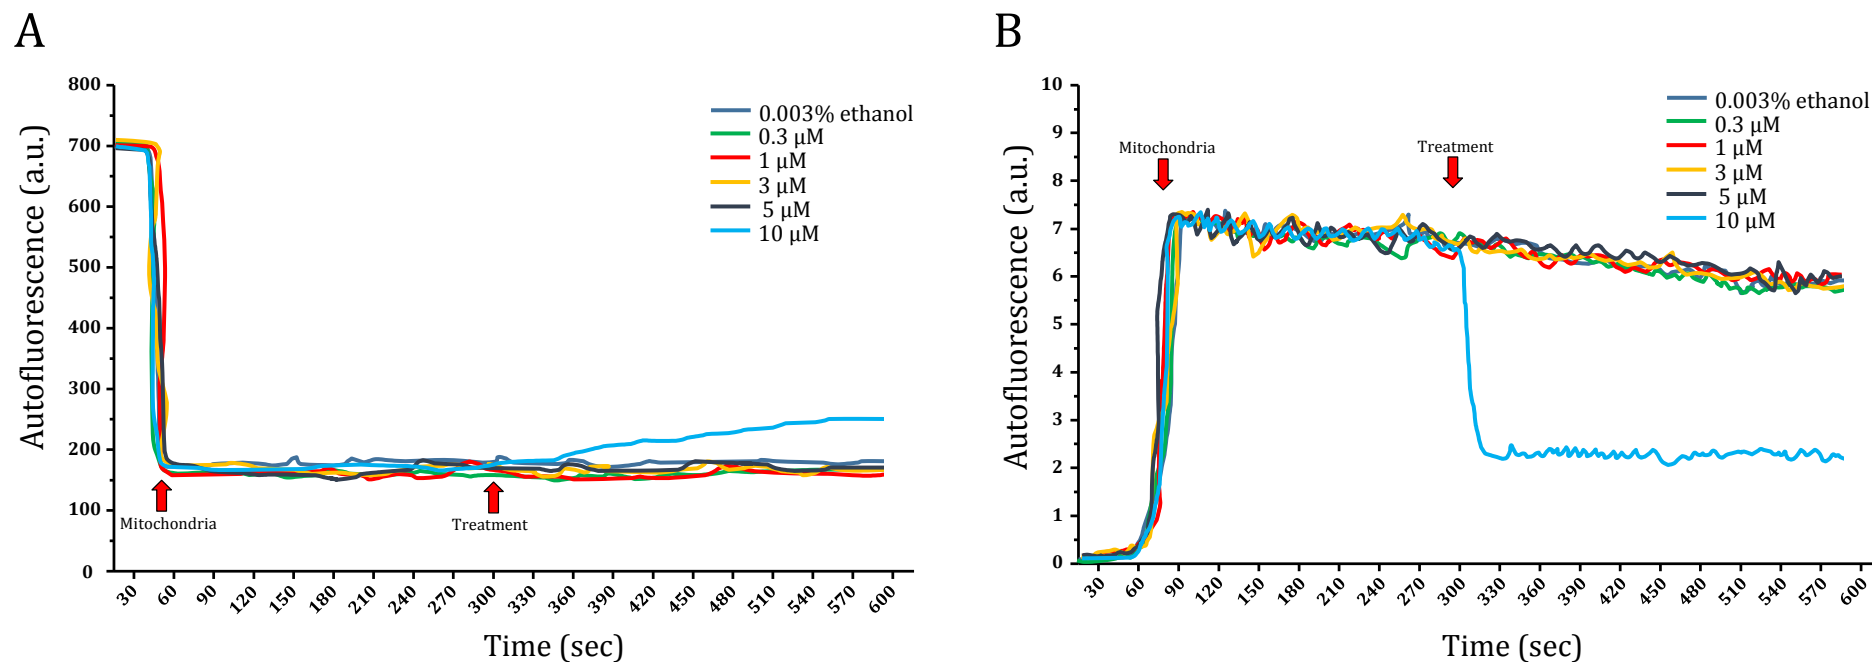 A
800
700
600
500
400
300
200
100
0
Autofluorescence (a.u.)
0.003% ethanol
0.3 µM
1 µM
3 µM
5 µM
10 µM
Mitochondria
Treatment
30 60 90 120 150 180 210 240 270 300 330 360 390 420 450 480 510 540 570 600
Time (sec)
B
10
9
8
7
6
5
4
3
2
1
0
Autofluorescence (a.u.)
Mitochondria
Treatment
0.003% ethanol
0.3 µM
1 µM
3 µM
5 µM
10 µM
30 60 90 120 150 180 210 240 270 300 330 360 390 420 450 480 510 540 570 600
Time (sec)